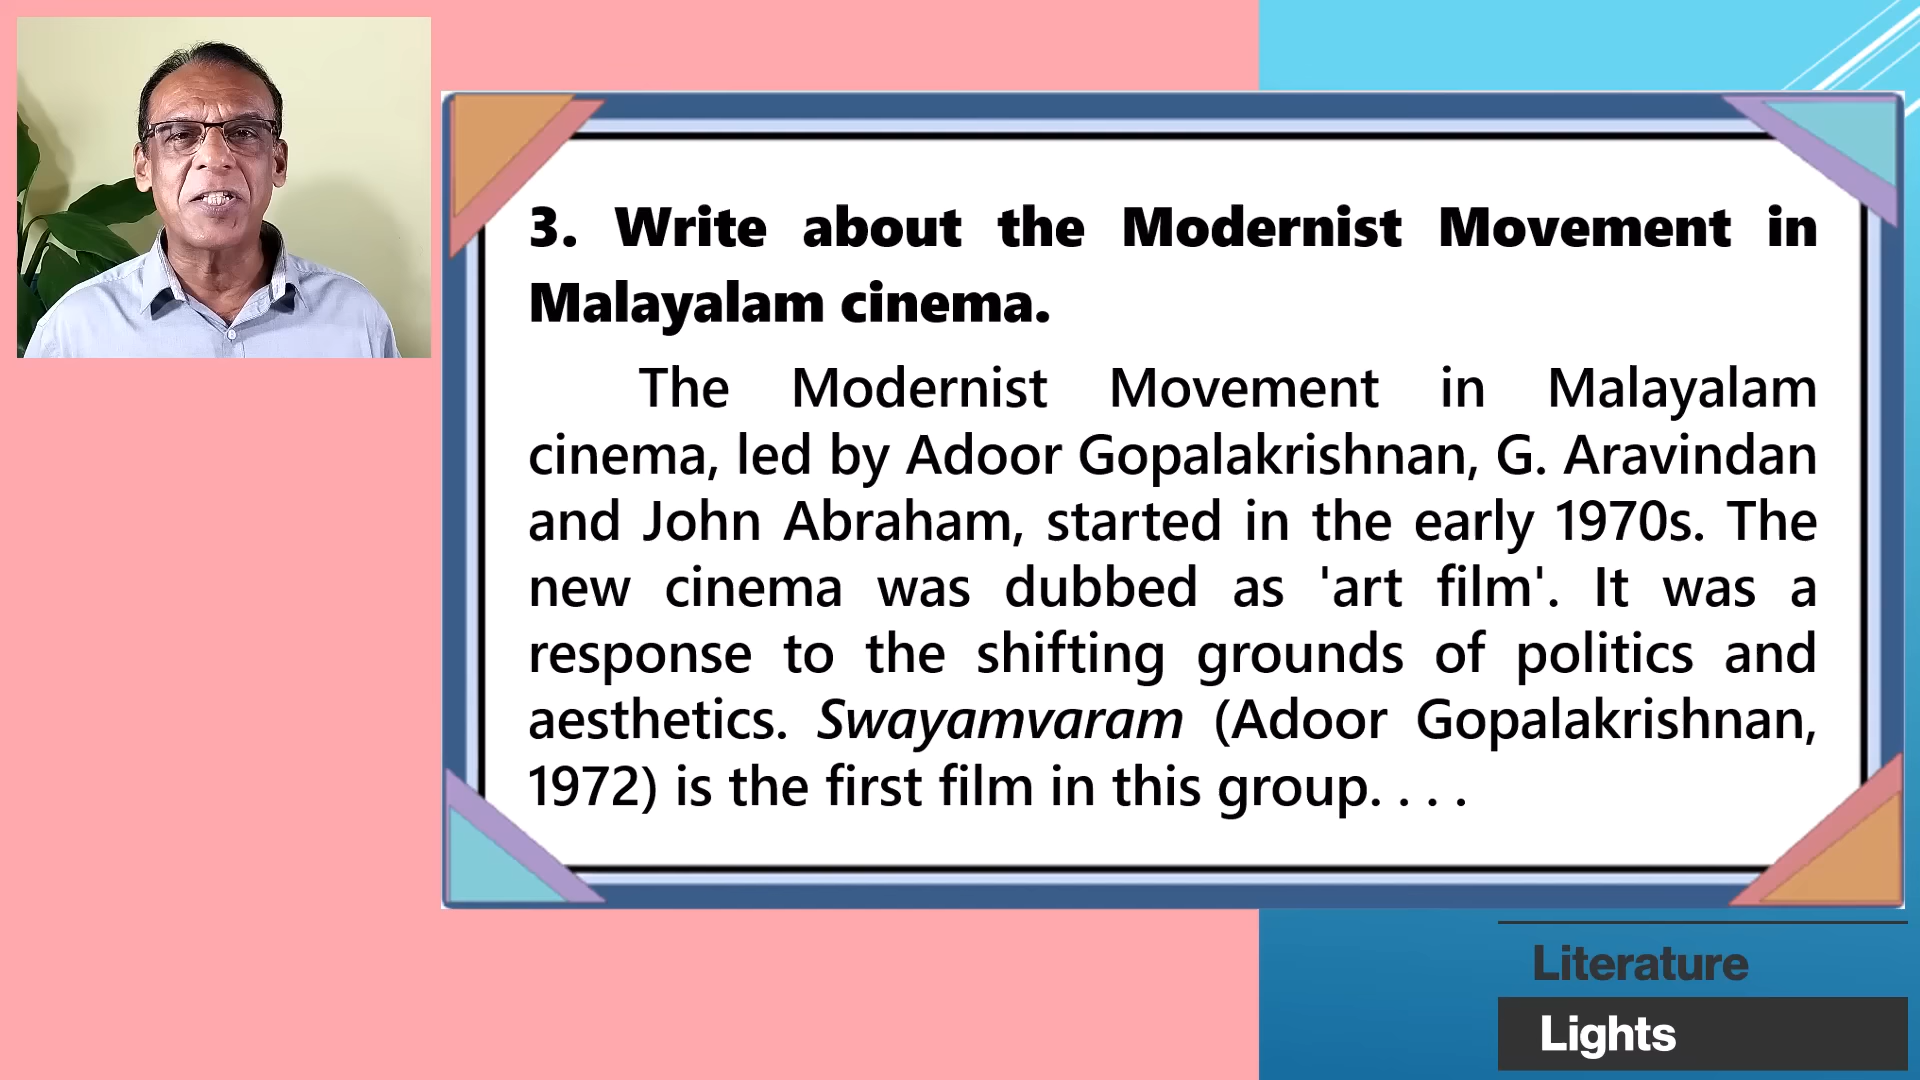 3. Write about the Modernist Movement in
Malayalam cinema.
The Modernist Movement in Malayalam
cinema, led by Adoor Gopalakrishnan, G. Aravindan
and John Abraham, started in the early 1970s. The
new cinema was dubbed as 'art film'. It was a
response to the shifting grounds of politics and
aesthetics. Swayamvaram (Adoor Gopalakrishnan,
1972) is the first film in this group. . . .
Literature
Lights